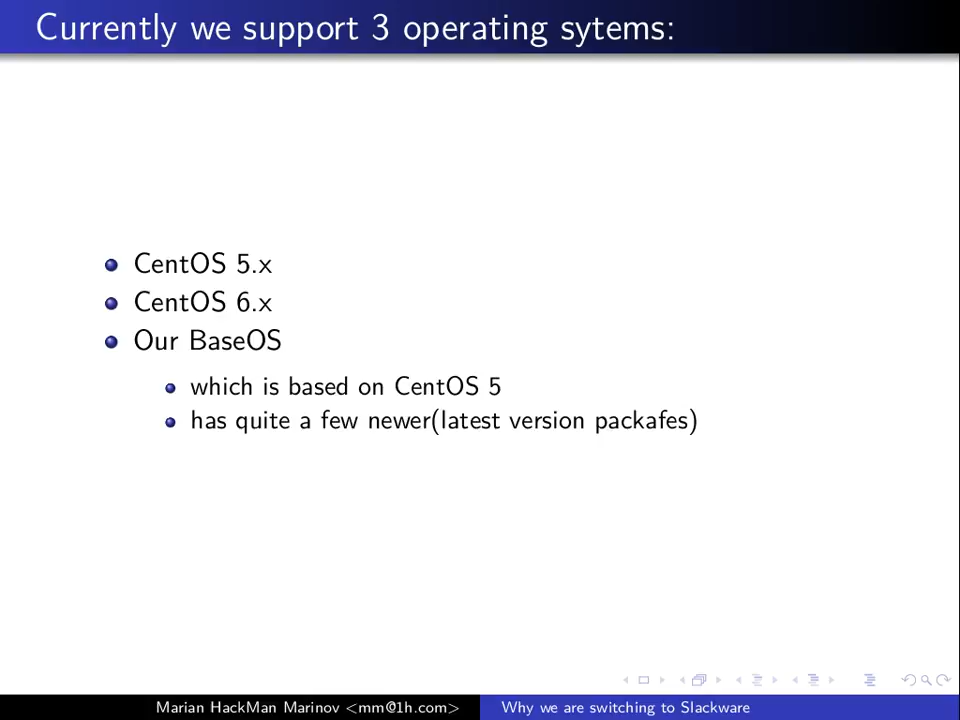 Currently we support 3 operating sytems:
CentOS 5.x
CentOS 6.x
Our BaseOS
which is based on CentOS 5
has quite a few newer(latest version packafes)
Marian HackMan Marinov <mm@1h.com>
Why we are switching to Slackware